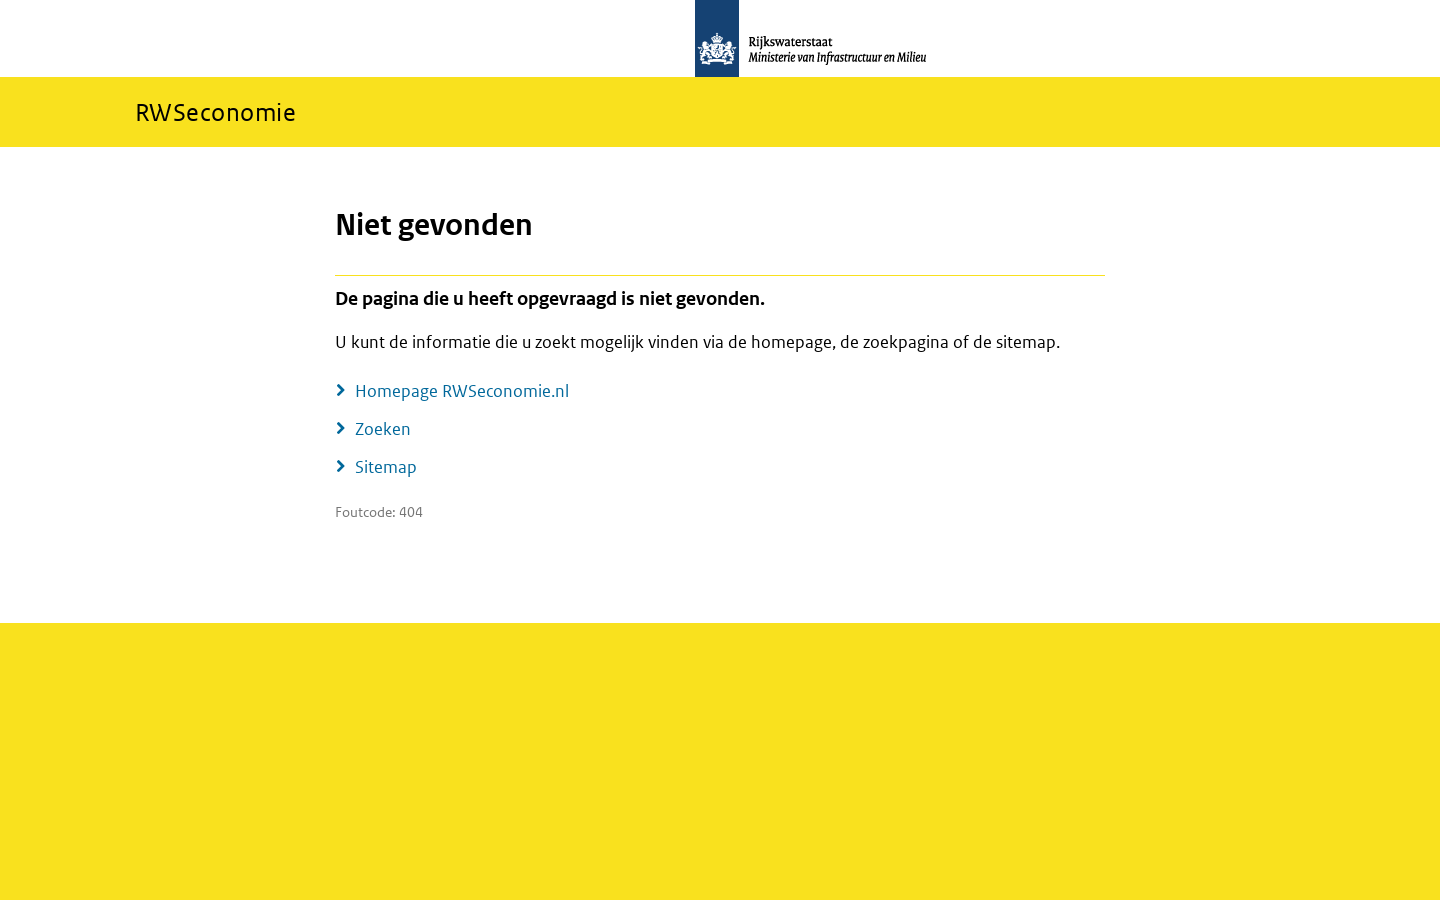 Rijkswaterstaat
Ministerie van Infrastructuur en Milieu
RWSeconomie
Niet gevonden
De pagina die u heeft opgevraagd is niet gevonden.
U kunt de informatie die u zoekt mogelijk vinden via de homepage, de zoekpagina of de sitemap.
Homepage RWSeconomie.nl
Zoeken
Sitemap
Foutcode: 404